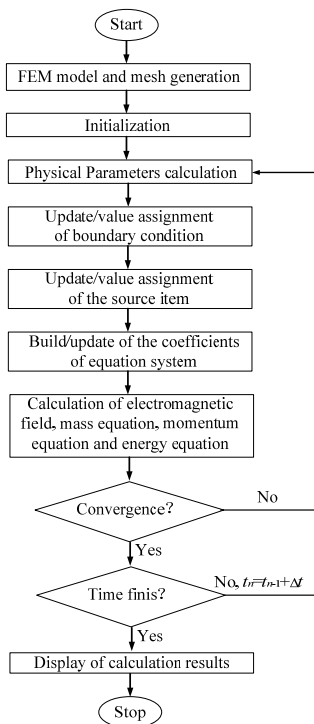 Start
FEM model and mesh generation
Initialization
Physical Parameters calculation
Update/value assignment
of boundary condition
Update/value assignment
of the source item
Build/update of the coefficients
of equation system
Calculation of electromagnetic
field, mass equation, momentum
equation and energy equation
Convergence?
No
Yes
Time finis?
No, tn=tn-1+Δt
Yes
Display of calculation results
Stop